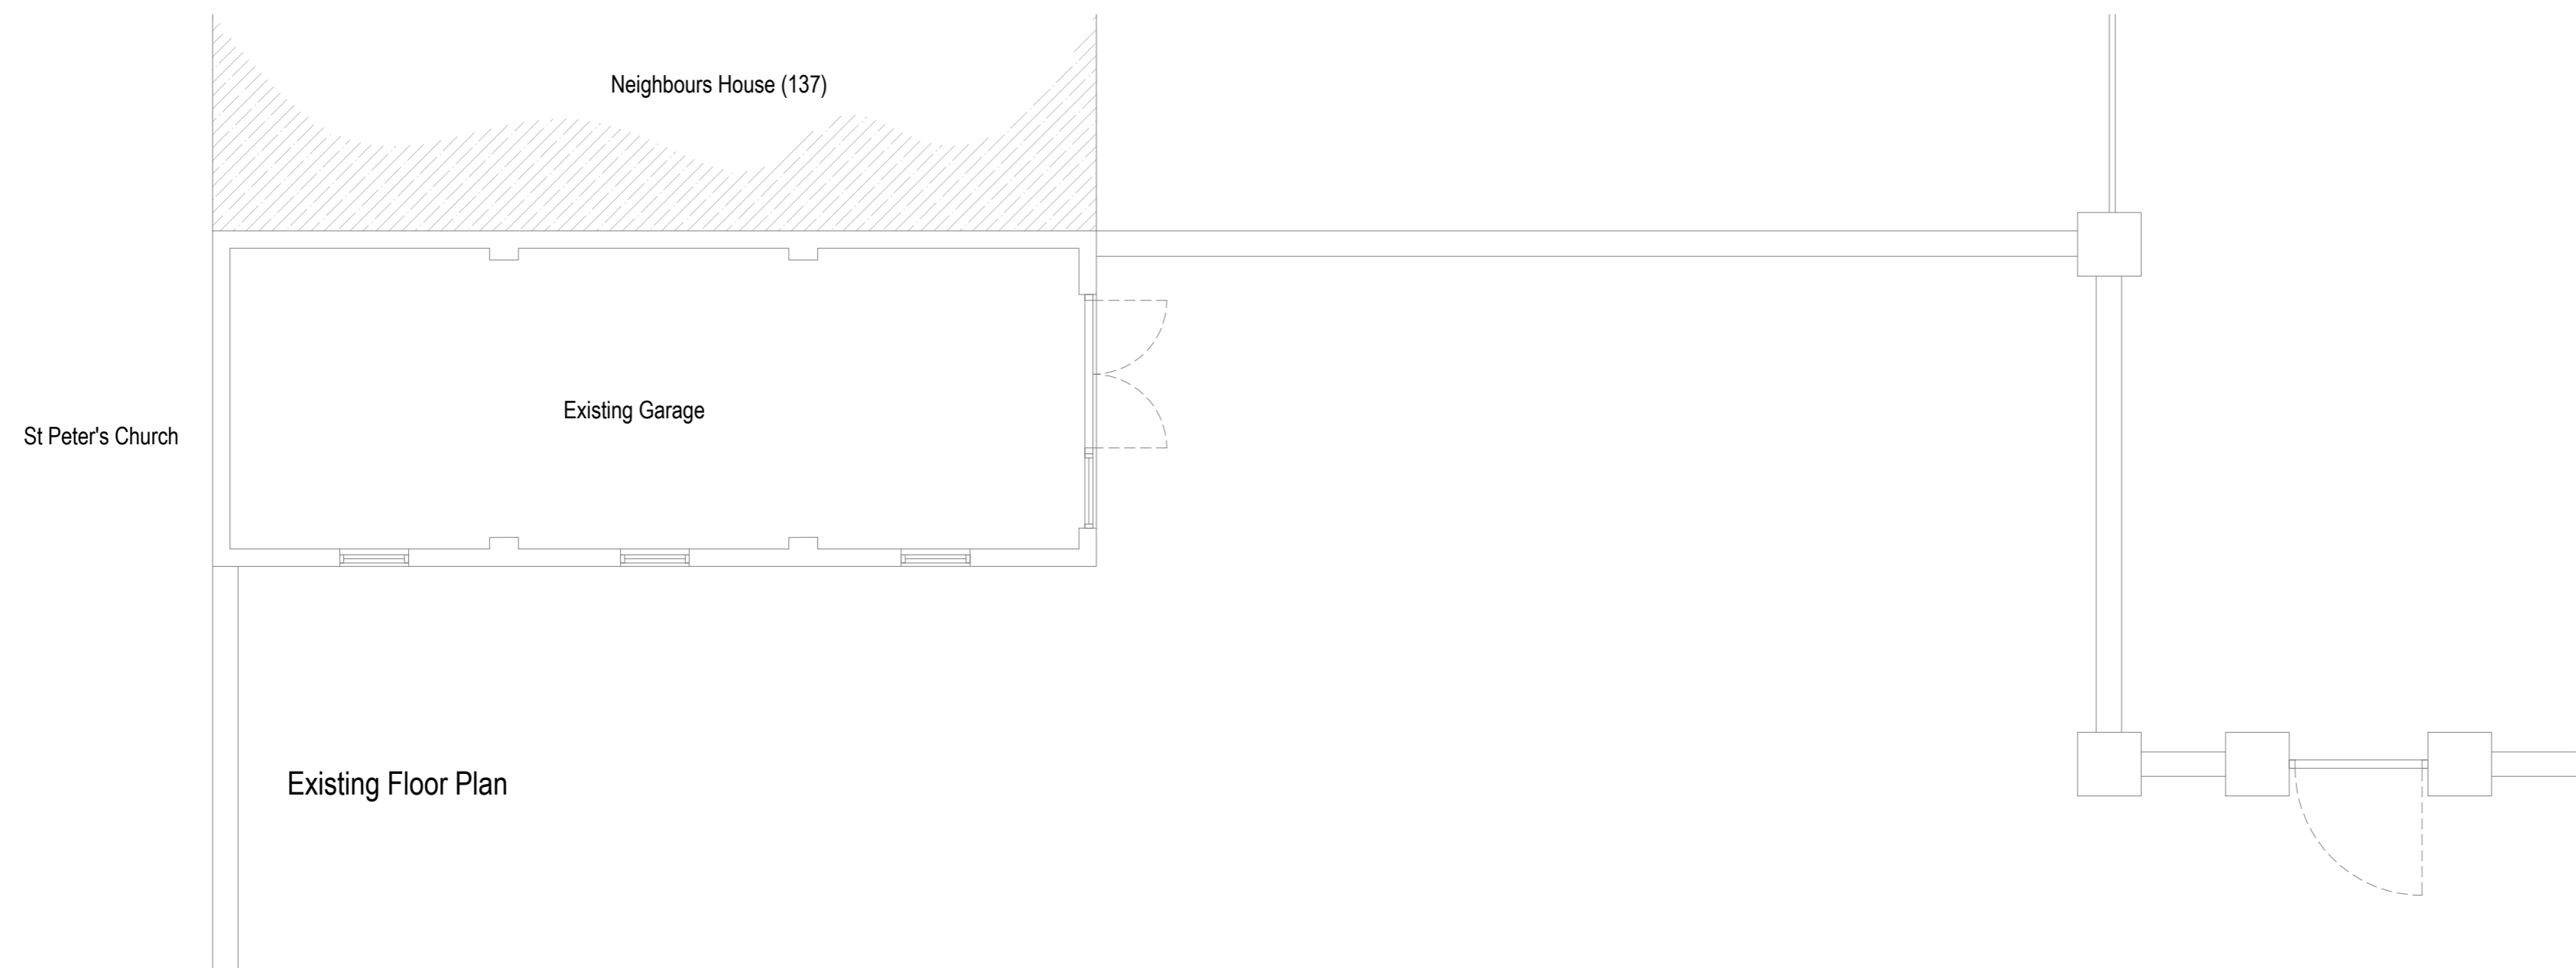 Neighbours House (137)
Existing Garage
St Peter's Church
Existing Floor Plan